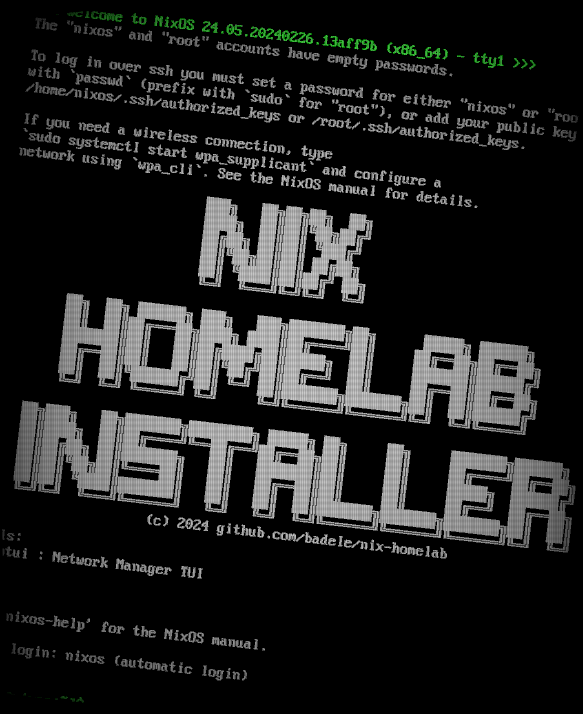 elcome to NixOS 24.05.20240226.13aff9b (x86_64) - tty1 >>>
The "nixos" and "root" accounts have empty passwords.
To log in over ssh you must set a password for either "nixos" or "roo
with `passwd` (prefix with `sudo` for "root"), or add your public key
/home/nixos/.ssh/authorized_keys or /root/.ssh/authorized_keys.
If you need a wireless connection, type
`sudo systemctl start wpa_supplicant` and configure a
network using `wpa_cli`. See the NixOS manual for details.
NIX
HOMELAB
INSTALLER
(c) 2024 github.com/badele/nix-homelab
ls:
tui : Network Manager TUI
nixos-help' for the NixOS manual.
login: nixos (automatic login)